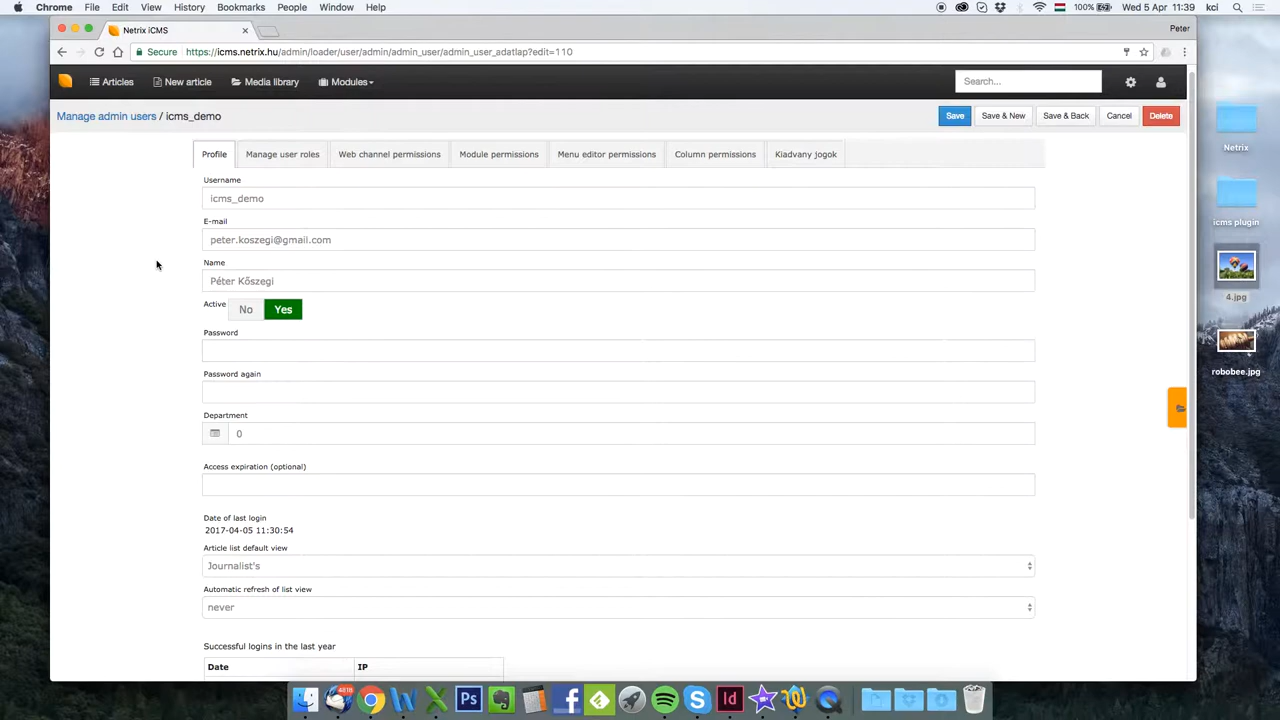 Chrome File Edit View History Bookmarks People Window Help 100% Wed 5 Apr 11:39 kci
Netrix iCMS Peter
Secure https://icms.netrix.hu/admin/loader/user/admin/admin_user/admin_user_adatlap?edit=110
Articles New article Media library Modules Search...
Manage admin users / icms_demo Save Save & New Save & Back Cancel Delete
Profile Manage user roles Web channel permissions Module permissions Menu editor permissions Column permissions Kiadvany jogok
Username
icms_demo
E-mail
peter.koszegi@gmail.com
Name
Péter Kőszegi
Active No Yes
Password
Password again
Department
0
Access expiration (optional)
Date of last login
2017-04-05 11:30:54
Article list default view
Journalist's
Automatic refresh of list view
never
Successful logins in the last year
Date IP
Netrix
icms plugin
4.jpg
robobee.jpg